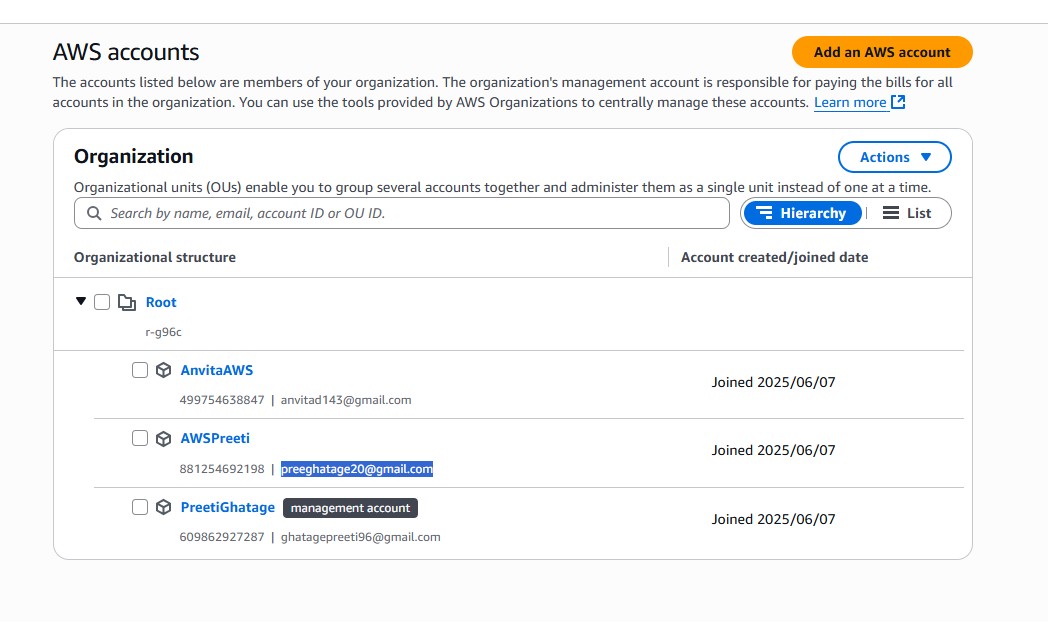 AWS accounts
Add an AWS account
The accounts listed below are members of your organization. The organization's management account is responsible for paying the bills for all
accounts in the organization. You can use the tools provided by AWS Organizations to centrally manage these accounts. Learn more
Organization
Actions
Organizational units (OUs) enable you to group several accounts together and administer them as a single unit instead of one at a time.
Search by name, email, account ID or OU ID.
Hierarchy
List
Organizational structure
Account created/joined date
Root
r-g96c
AnvitaAWS
Joined 2025/06/07
499754638847 | anvitad143@gmail.com
AWSPreeti
Joined 2025/06/07
881254692198 | preeghatage20@gmail.com
PreetiGhatage management account
Joined 2025/06/07
609862927287 | ghatagepreeti96@gmail.com